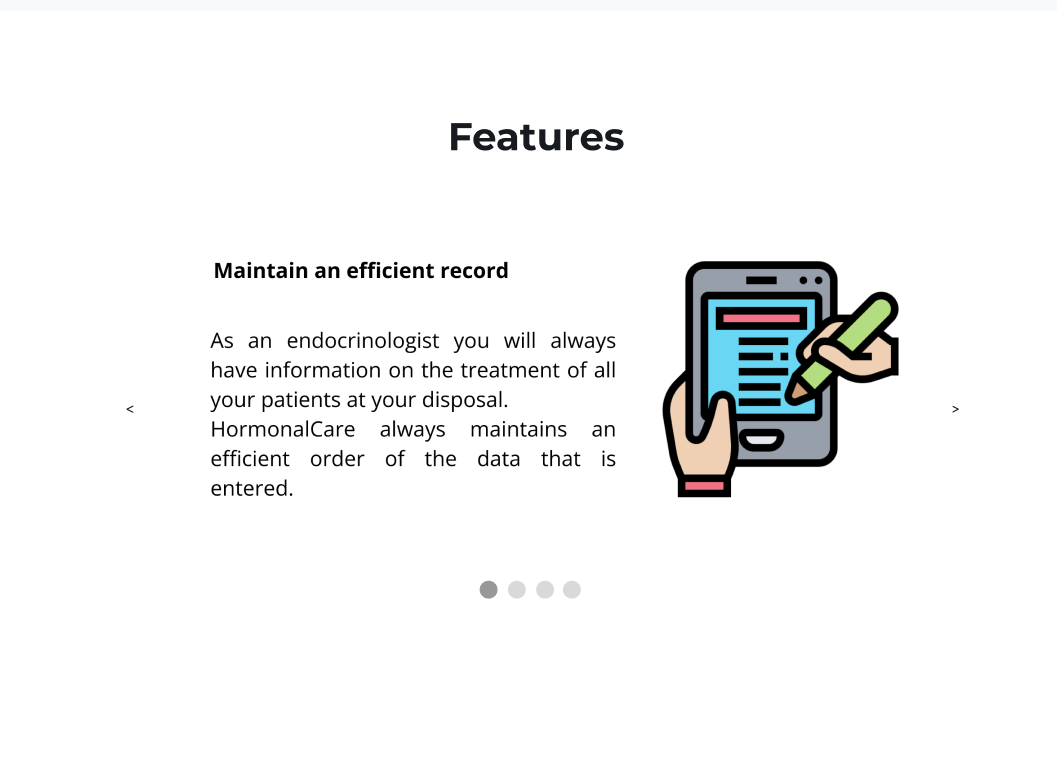 Features
Maintain an efficient record
As an endocrinologist you will always
have information on the treatment of all
your patients at your disposal.
HormonalCare always maintains an
efficient order of the data that is
entered.
<
>